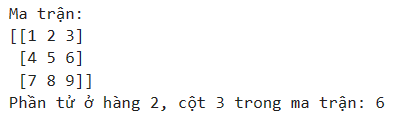 Ma trận:
[[1 2 3]
 [4 5 6]
 [7 8 9]]
Phần tử ở hàng 2, cột 3 trong ma trận: 6